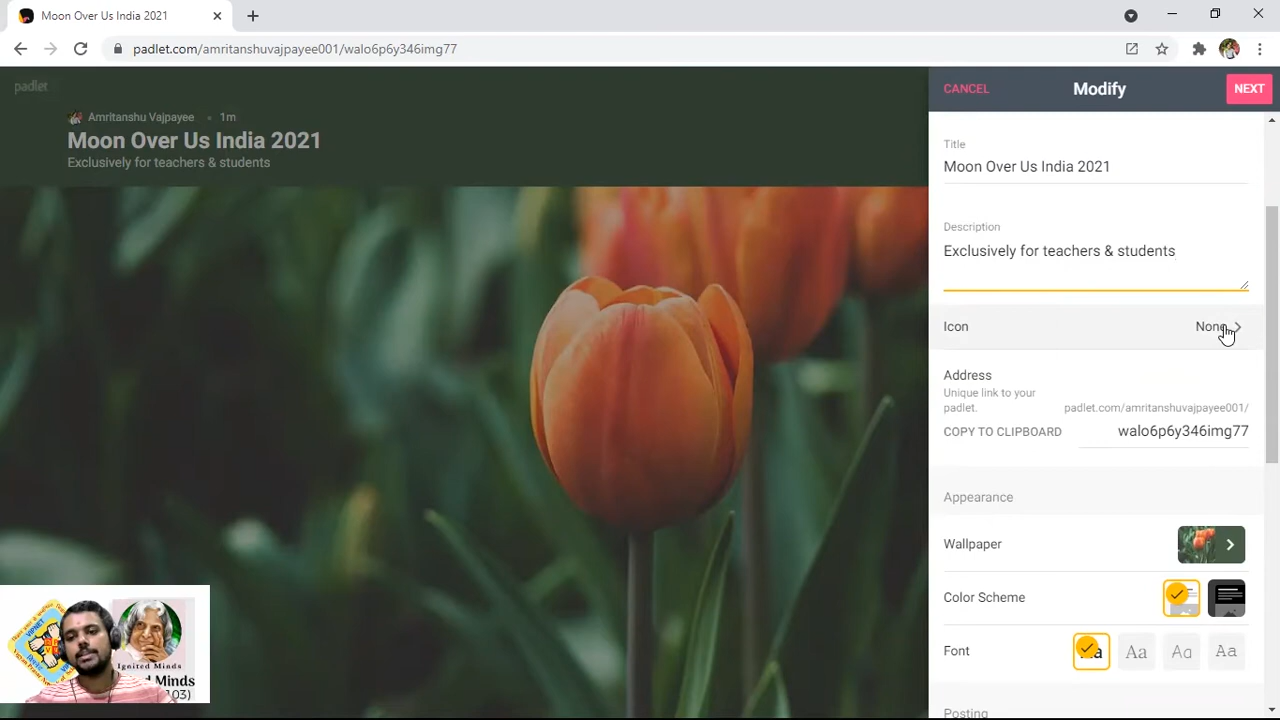 Moon Over Us India 2021
padlet.com/amritanshuvajpayee001/walo6p6y346img77
padlet
Amritanshu Vajpayee • 1m
Moon Over Us India 2021
Exclusively for teachers & students
CANCEL
Modify
NEXT
Title
Moon Over Us India 2021
Description
Exclusively for teachers & students
Icon
None
Address
Unique link to your
padlet.
padlet.com/amritanshuvajpayee001/
COPY TO CLIPBOARD
walo6p6y346img77
Appearance
Wallpaper
Color Scheme
Font
Aa Aa Aa
Posting
VIPNET
Ignited Minds
103)